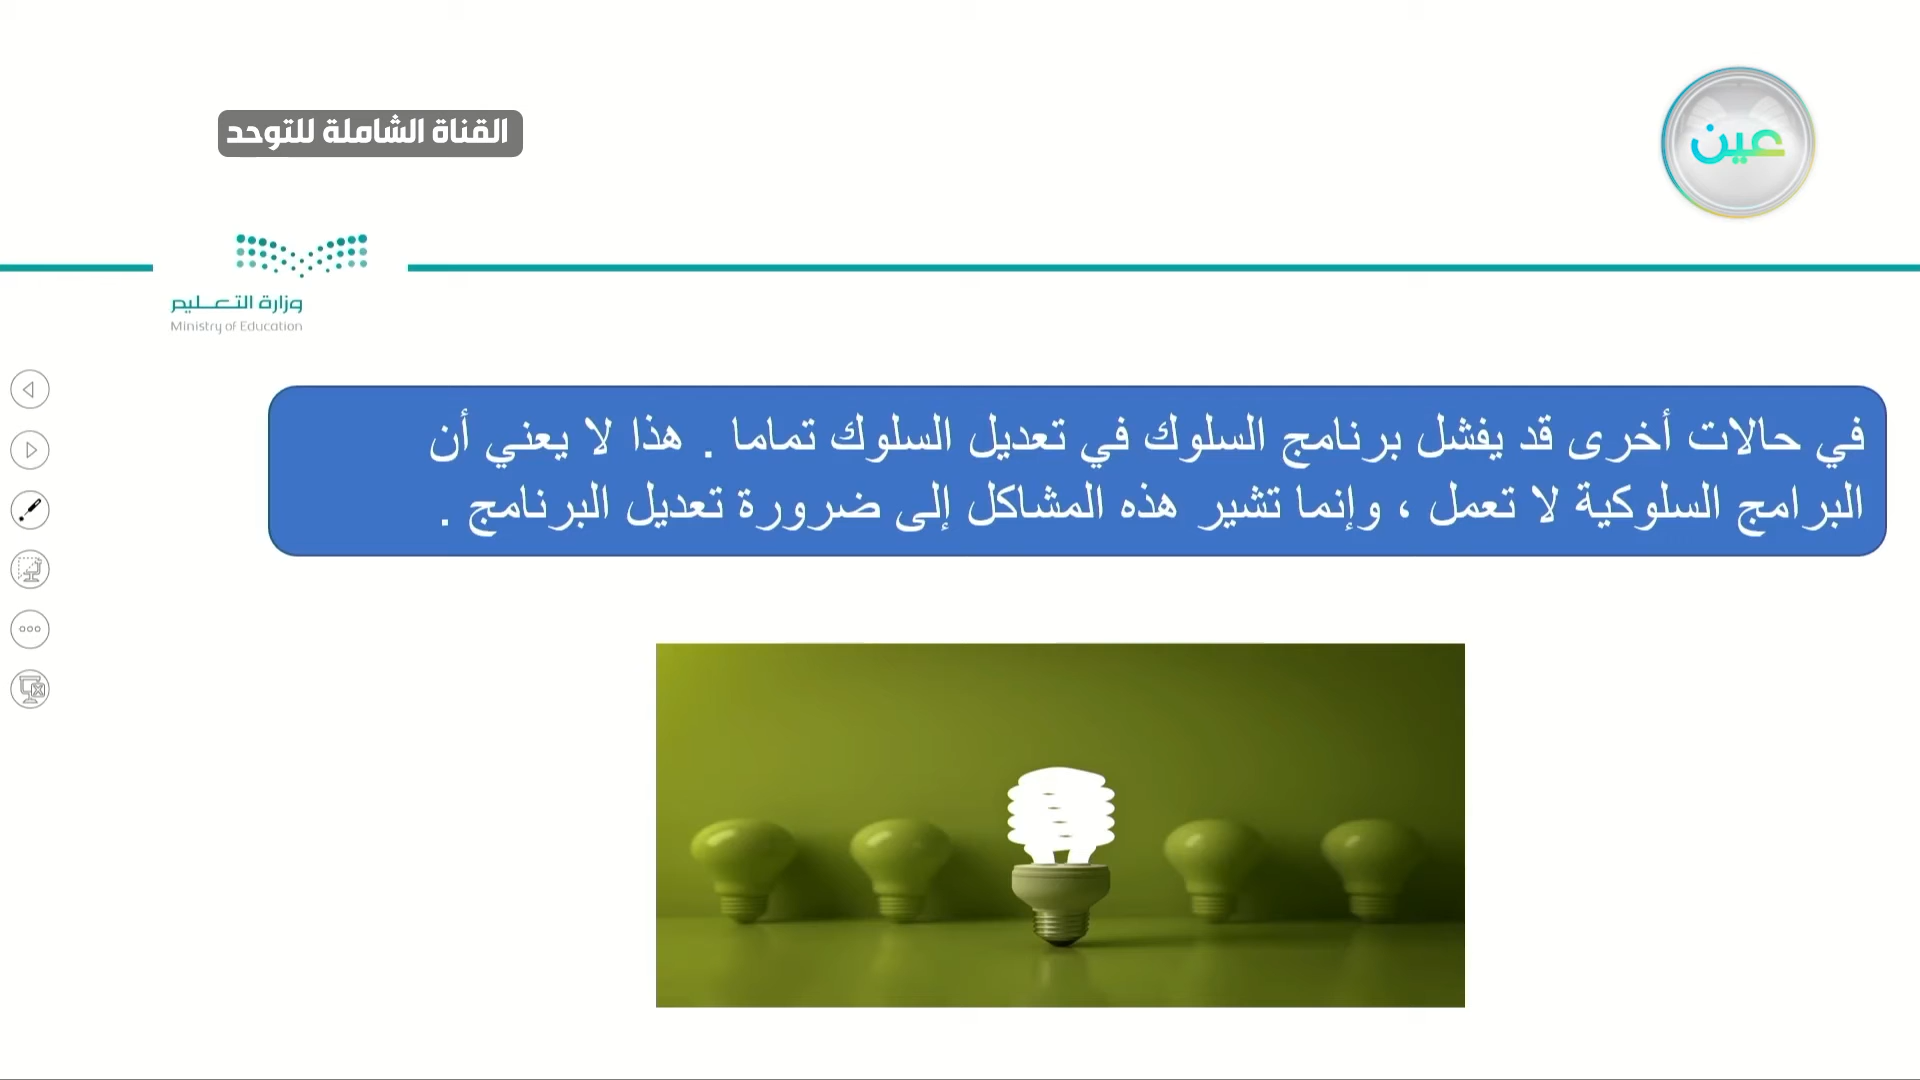 القناة الشاملة للتوحد
عين
وزارة التعليم
Ministry of Education
في حالات أخرى قد يفشل برنامج السلوك في تعديل السلوك تماما . هذا لا يعني أن
البرامج السلوكية لا تعمل ، وإنما تشير هذه المشاكل إلى ضرورة تعديل البرنامج .